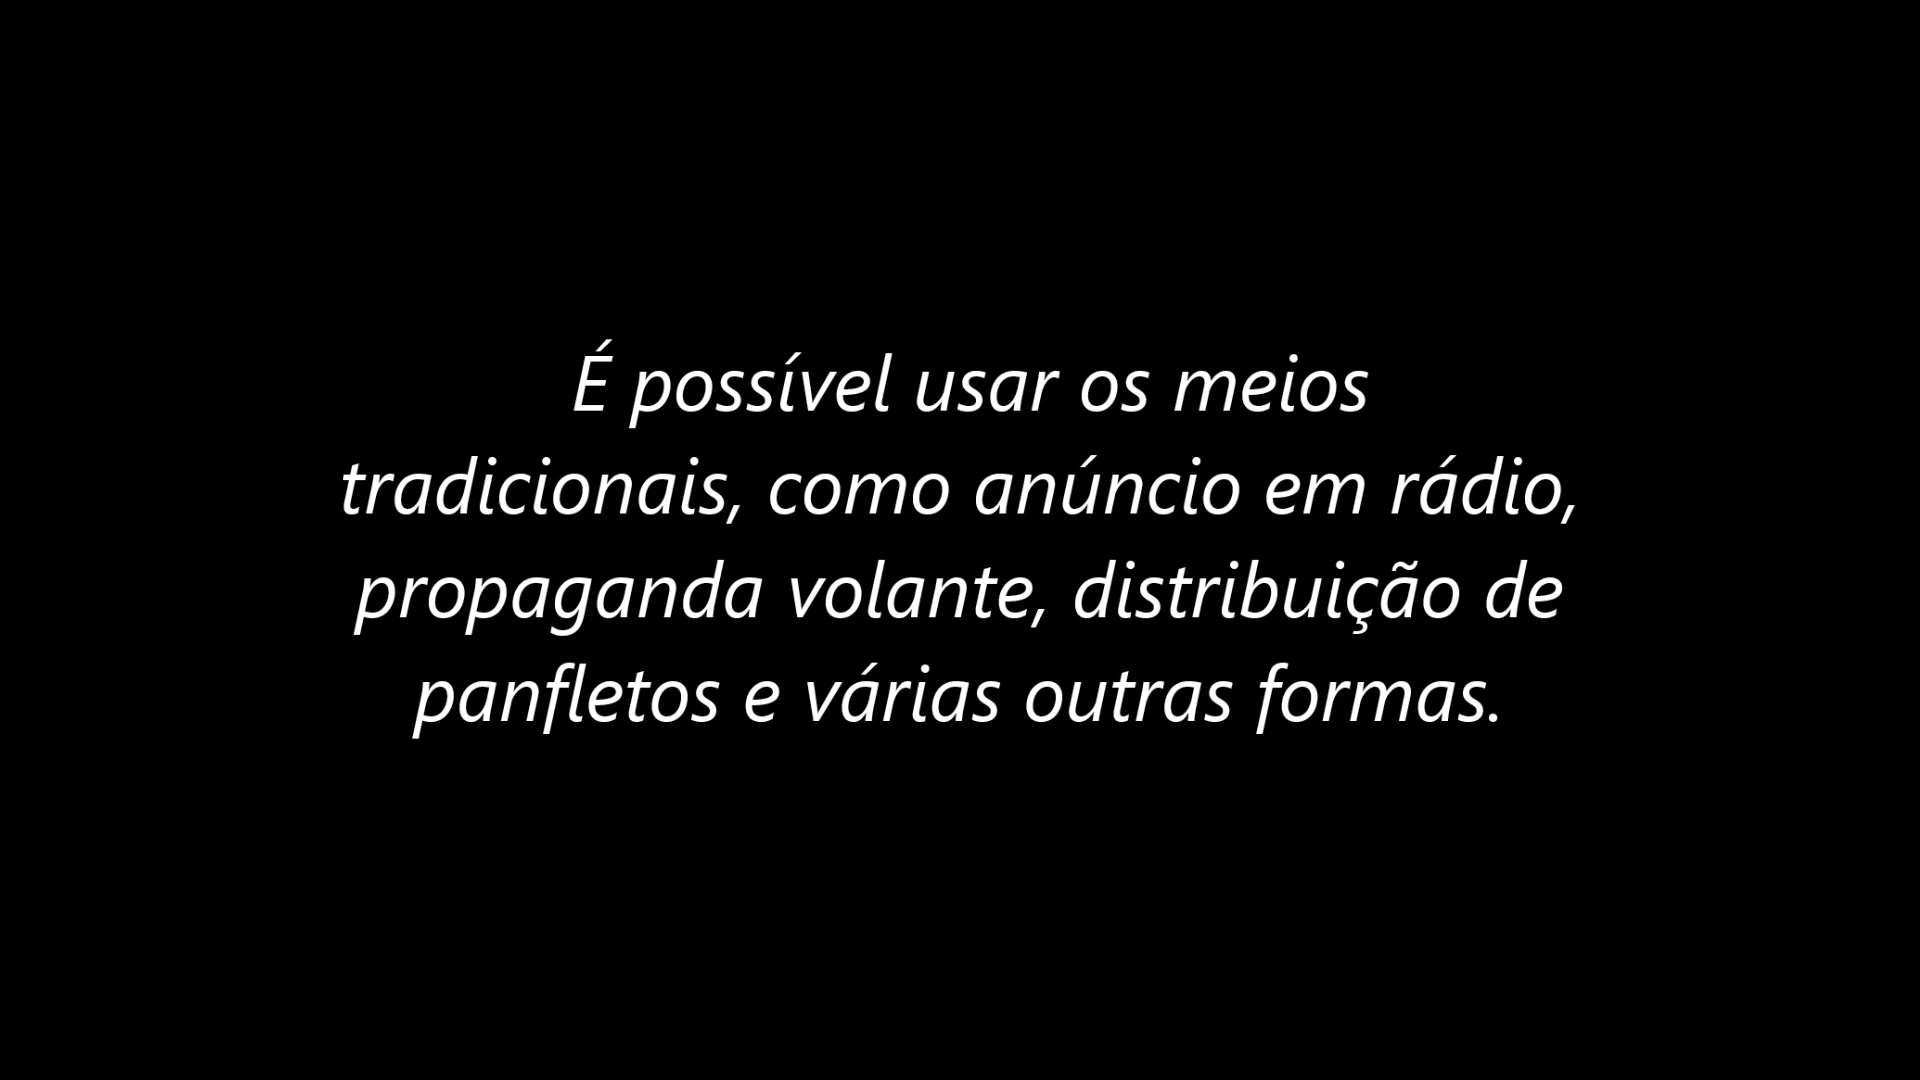 É possível usar os meios
tradicionais, como anúncio em rádio,
propaganda volante, distribuição de
panfletos e várias outras formas.